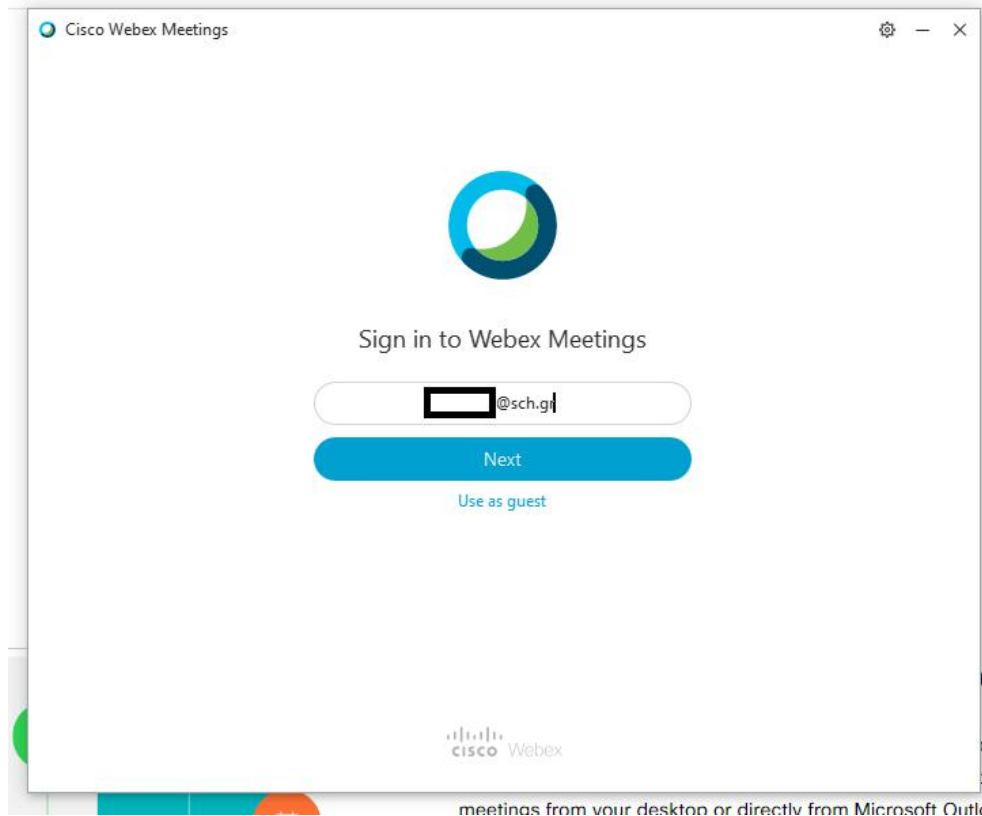 Cisco Webex Meetings
Sign in to Webex Meetings
@sch.gr
Next
Use as guest
cisco Webex
meetings from your desktop or directly from Microsoft